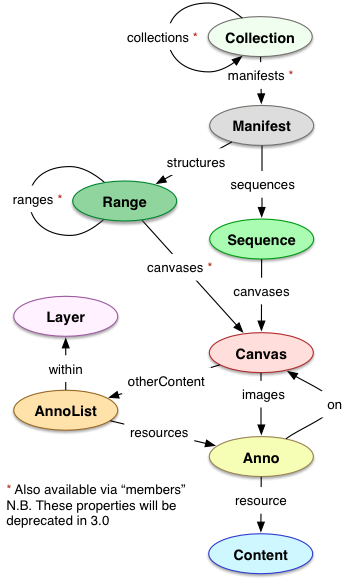 Collection
collections *
manifests *
Manifest
structures
sequences
Range
ranges *
Sequence
canvases *
canvases
Layer
Canvas
within
otherContent
images
AnnoList
on
resources
Anno
* Also available via “members”
N.B. These properties will be
deprecated in 3.0
resource
Content